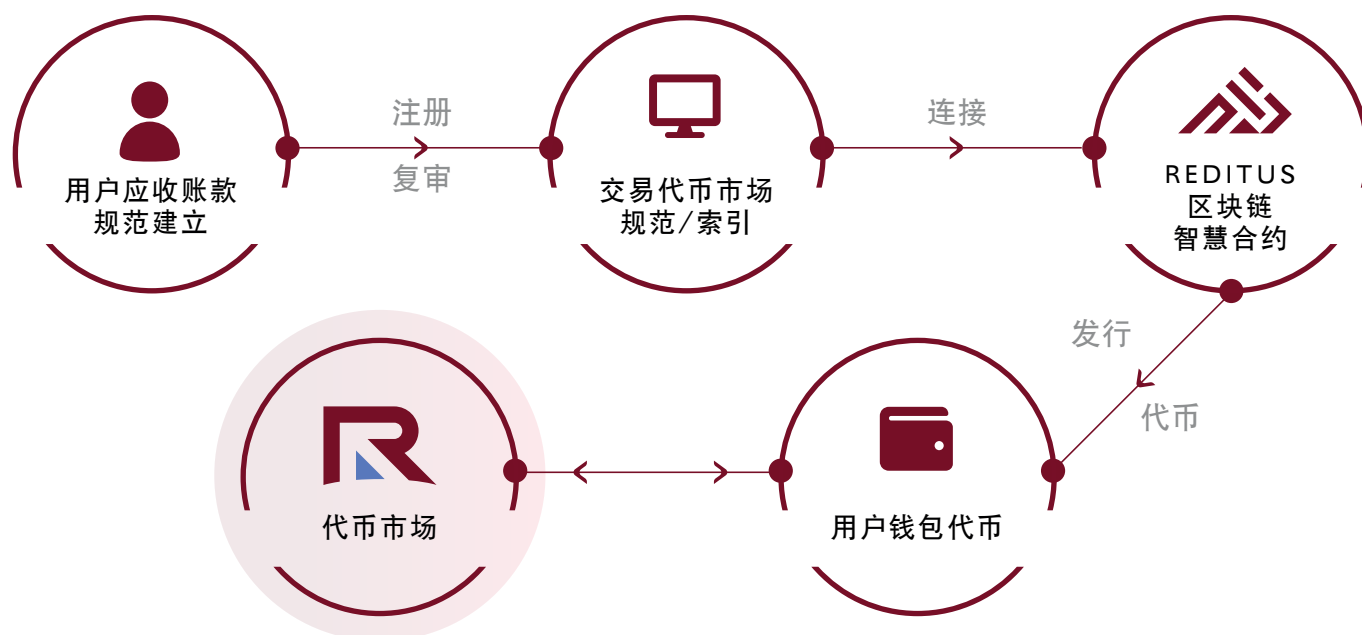 注册
复审
连接
用户应收账款
规范建立
交易代币市场
规范/索引
REDITUS
区块链
智慧合约
发行
代币
代币市场
用户钱包代币